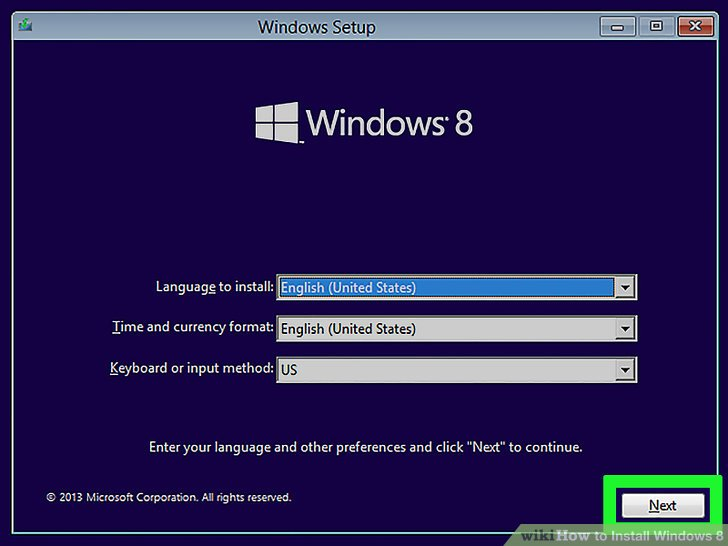 Windows Setup
Windows 8
Language to install: English (United States)
Time and currency format: English (United States)
Keyboard or input method: US
Enter your language and other preferences and click "Next" to continue.
© 2013 Microsoft Corporation. All rights reserved.
Next
wikiHow to Install Windows 8